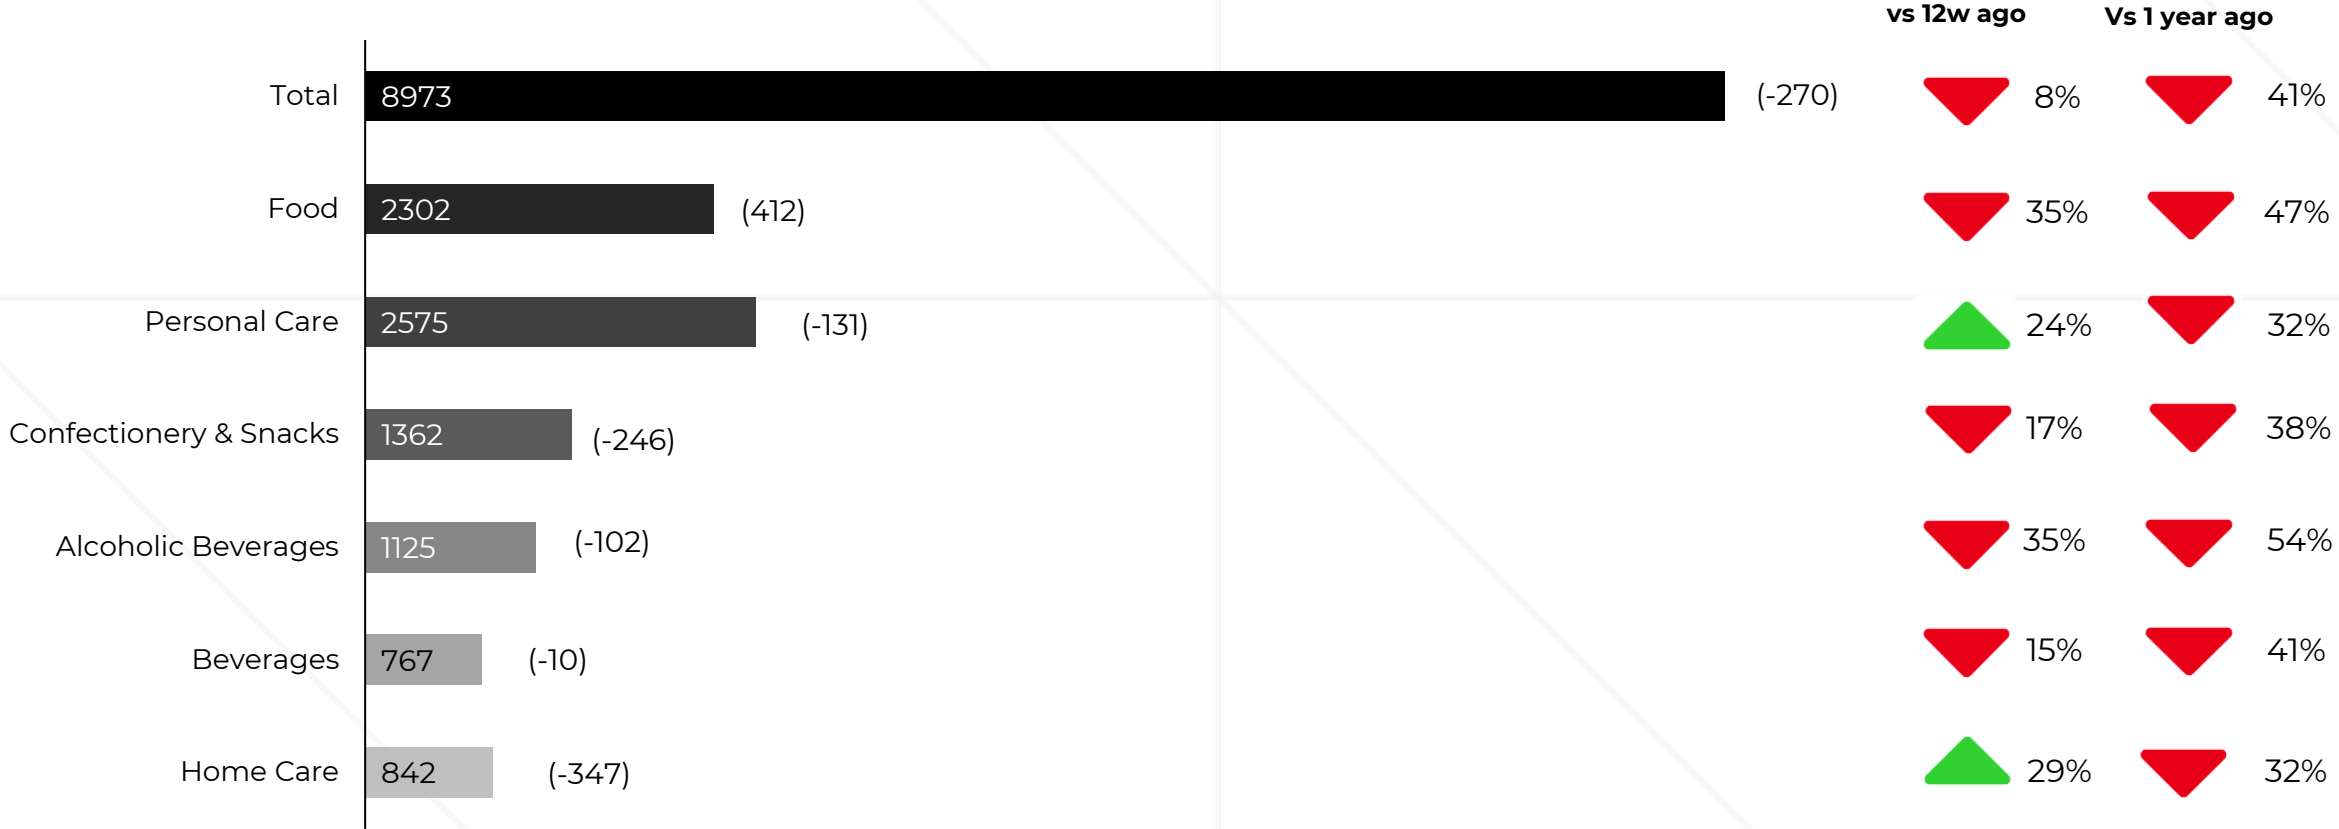 vs 12w ago Vs 1 year ago
Total 8973 (-270) 8% 41%
Food 2302 (412) 35% 47%
Personal Care 2575 (-131) 24% 32%
Confectionery & Snacks 1362 (-246) 17% 38%
Alcoholic Beverages 1125 (-102) 35% 54%
Beverages 767 (-10) 15% 41%
Home Care 842 (-347) 29% 32%